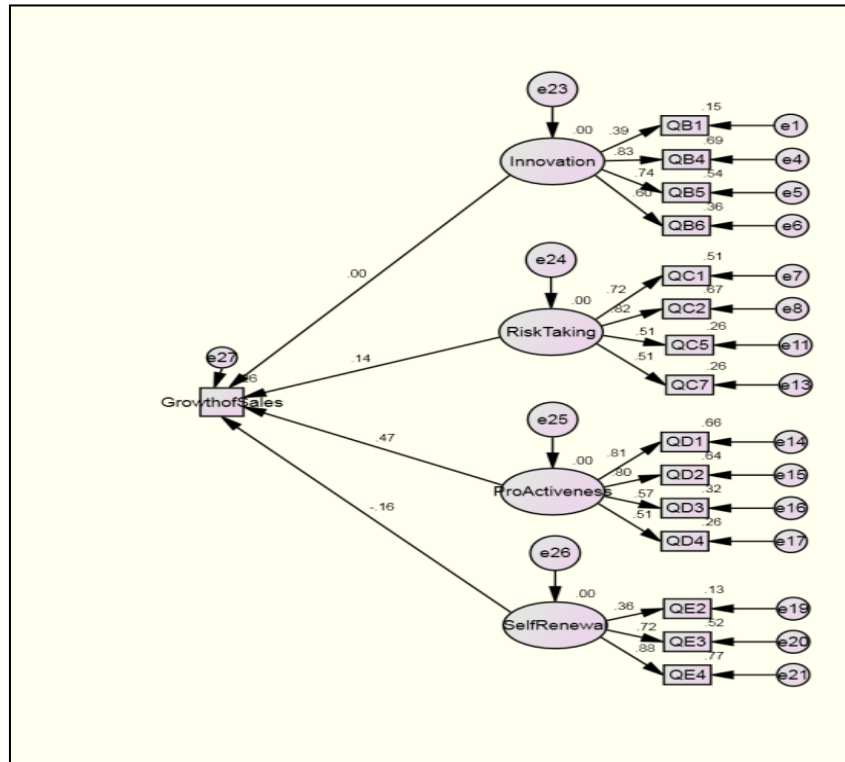 e23
.00
Innovation
.39
.15
QB1
e1
.83
.69
QB4
e4
.74
.54
QB5
e5
.60
.36
QB6
e6
e24
.00
RiskTaking
.72
.51
QC1
e7
.82
.67
QC2
e8
.51
.26
QC5
e11
.51
.26
QC7
e13
.00
.14
e27
GrowthofSales
.47
-.16
e25
.00
ProActiveness
.81
.66
QD1
e14
.80
.64
QD2
e15
.57
.32
QD3
e16
.51
.26
QD4
e17
e26
.00
SelfRenewa
.36
.13
QE2
e19
.72
.52
QE3
e20
.88
.77
QE4
e21